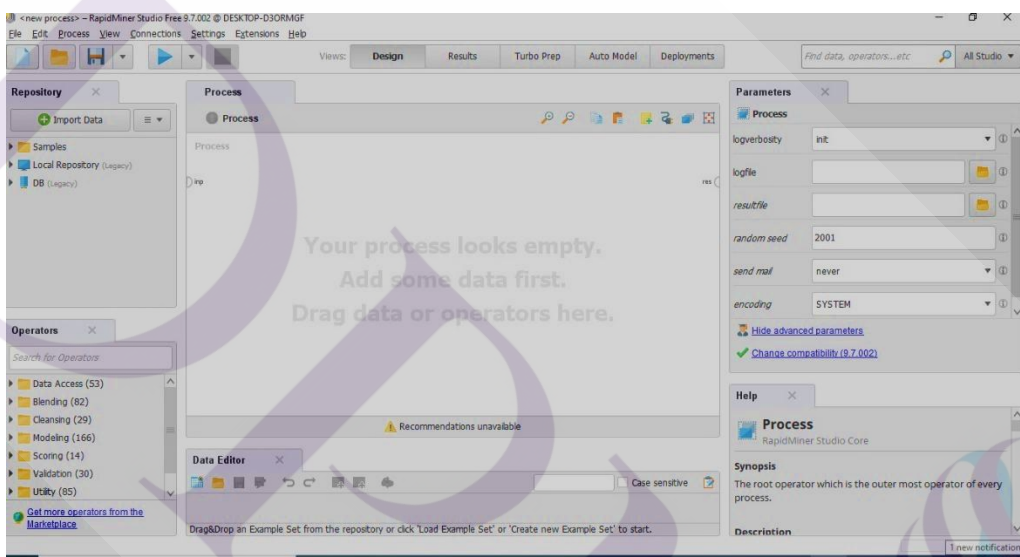 <new process> – RapidMiner Studio Free 9.7.002 @ DESKTOP-D3ORMGF
File Edit Process View Connections Settings Extensions Help
Views: Design Results Turbo Prep Auto Model Deployments
Find data, operators...etc All Studio
Repository
Import Data
Samples
Local Repository (Legacy)
DB (Legacy)
Operators
Search for Operators
Data Access (53)
Blending (82)
Cleansing (29)
Modeling (166)
Scoring (14)
Validation (30)
Utility (85)
Get more operators from the
Marketplace
Process
Process
Process
inp
res
Your process looks empty.
Add some data first.
Drag data or operators here.
Recommendations unavailable
Data Editor
Case sensitive
Drag&Drop an Example Set from the repository or click 'Load Example Set' or 'Create new Example Set' to start.
Parameters
Process
logverbosity init
logfile
resultfile
random seed 2001
send mail never
encoding SYSTEM
Hide advanced parameters
Change compatibility (9.7.002)
Help
Process
RapidMiner Studio Core
Synopsis
The root operator which is the outer most operator of every
process.
Description
1 new notification